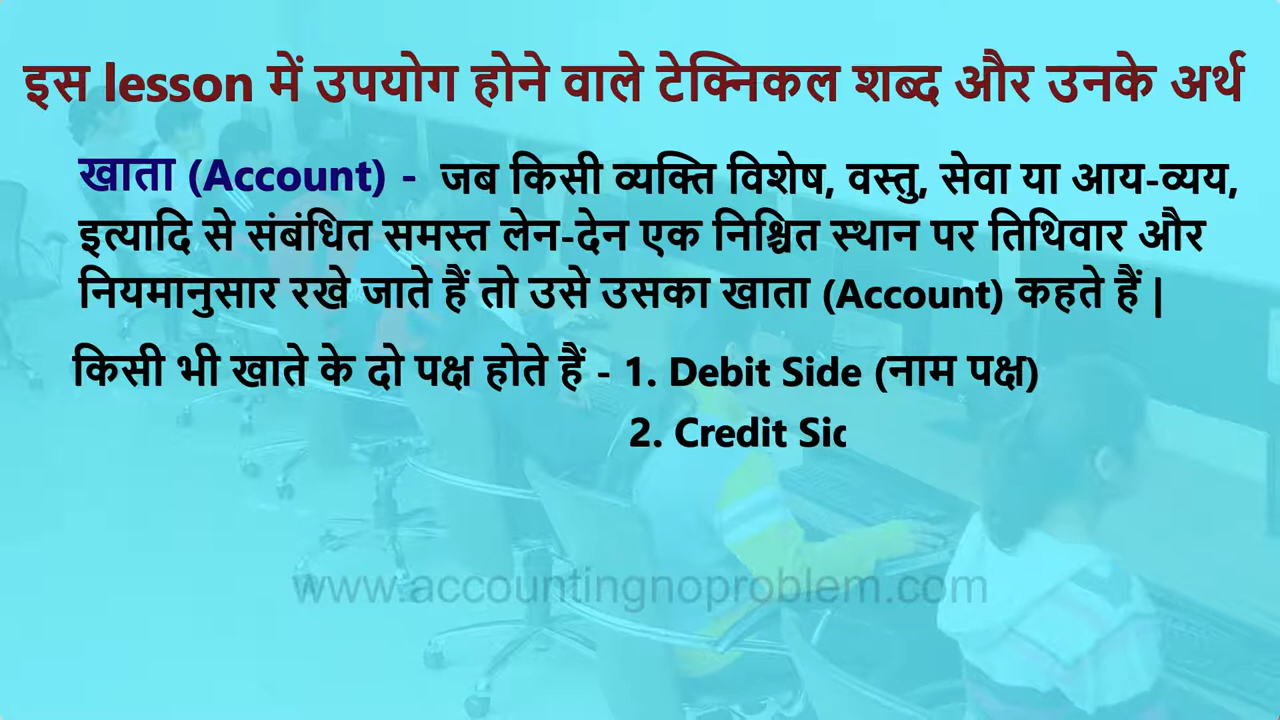 इस lesson में उपयोग होने वाले टेक्निकल शब्द और उनके अर्थ
खाता (Account) - जब किसी व्यक्ति विशेष, वस्तु, सेवा या आय-व्यय,
इत्यादि से संबंधित समस्त लेन-देन एक निश्चित स्थान पर तिथिवार और
नियमानुसार रखे जाते हैं तो उसे उसका खाता (Account) कहते हैं |
किसी भी खाते के दो पक्ष होते हैं - 1. Debit Side (नाम पक्ष)
2. Credit
www.accountingnoproblem.com